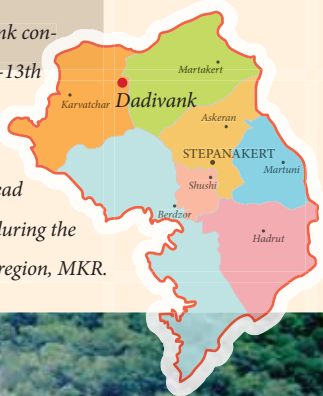 nk con-
-13th
ead
during the
region, MKR.
Martakert
Karvatchar
Dadivank
Askeran
STEPANAKERT
Martuni
Shushi
Berdzor
Hadrut